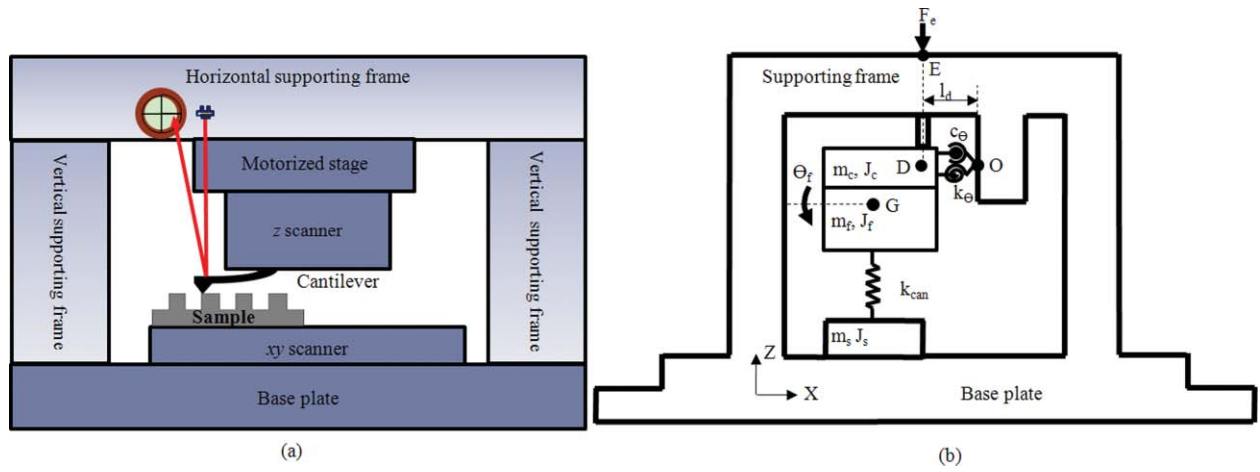 Horizontal supporting frame
Motorized stage
z scanner
Cantilever
Sample
xy scanner
Vertical supporting frame
Vertical supporting frame
Base plate
(a)
Fe
E
Supporting frame
ld
cΘ
D
O
mc, Jc
kΘ
Θf
G
mf, Jf
kcan
ms Js
Z
X
Base plate
(b)